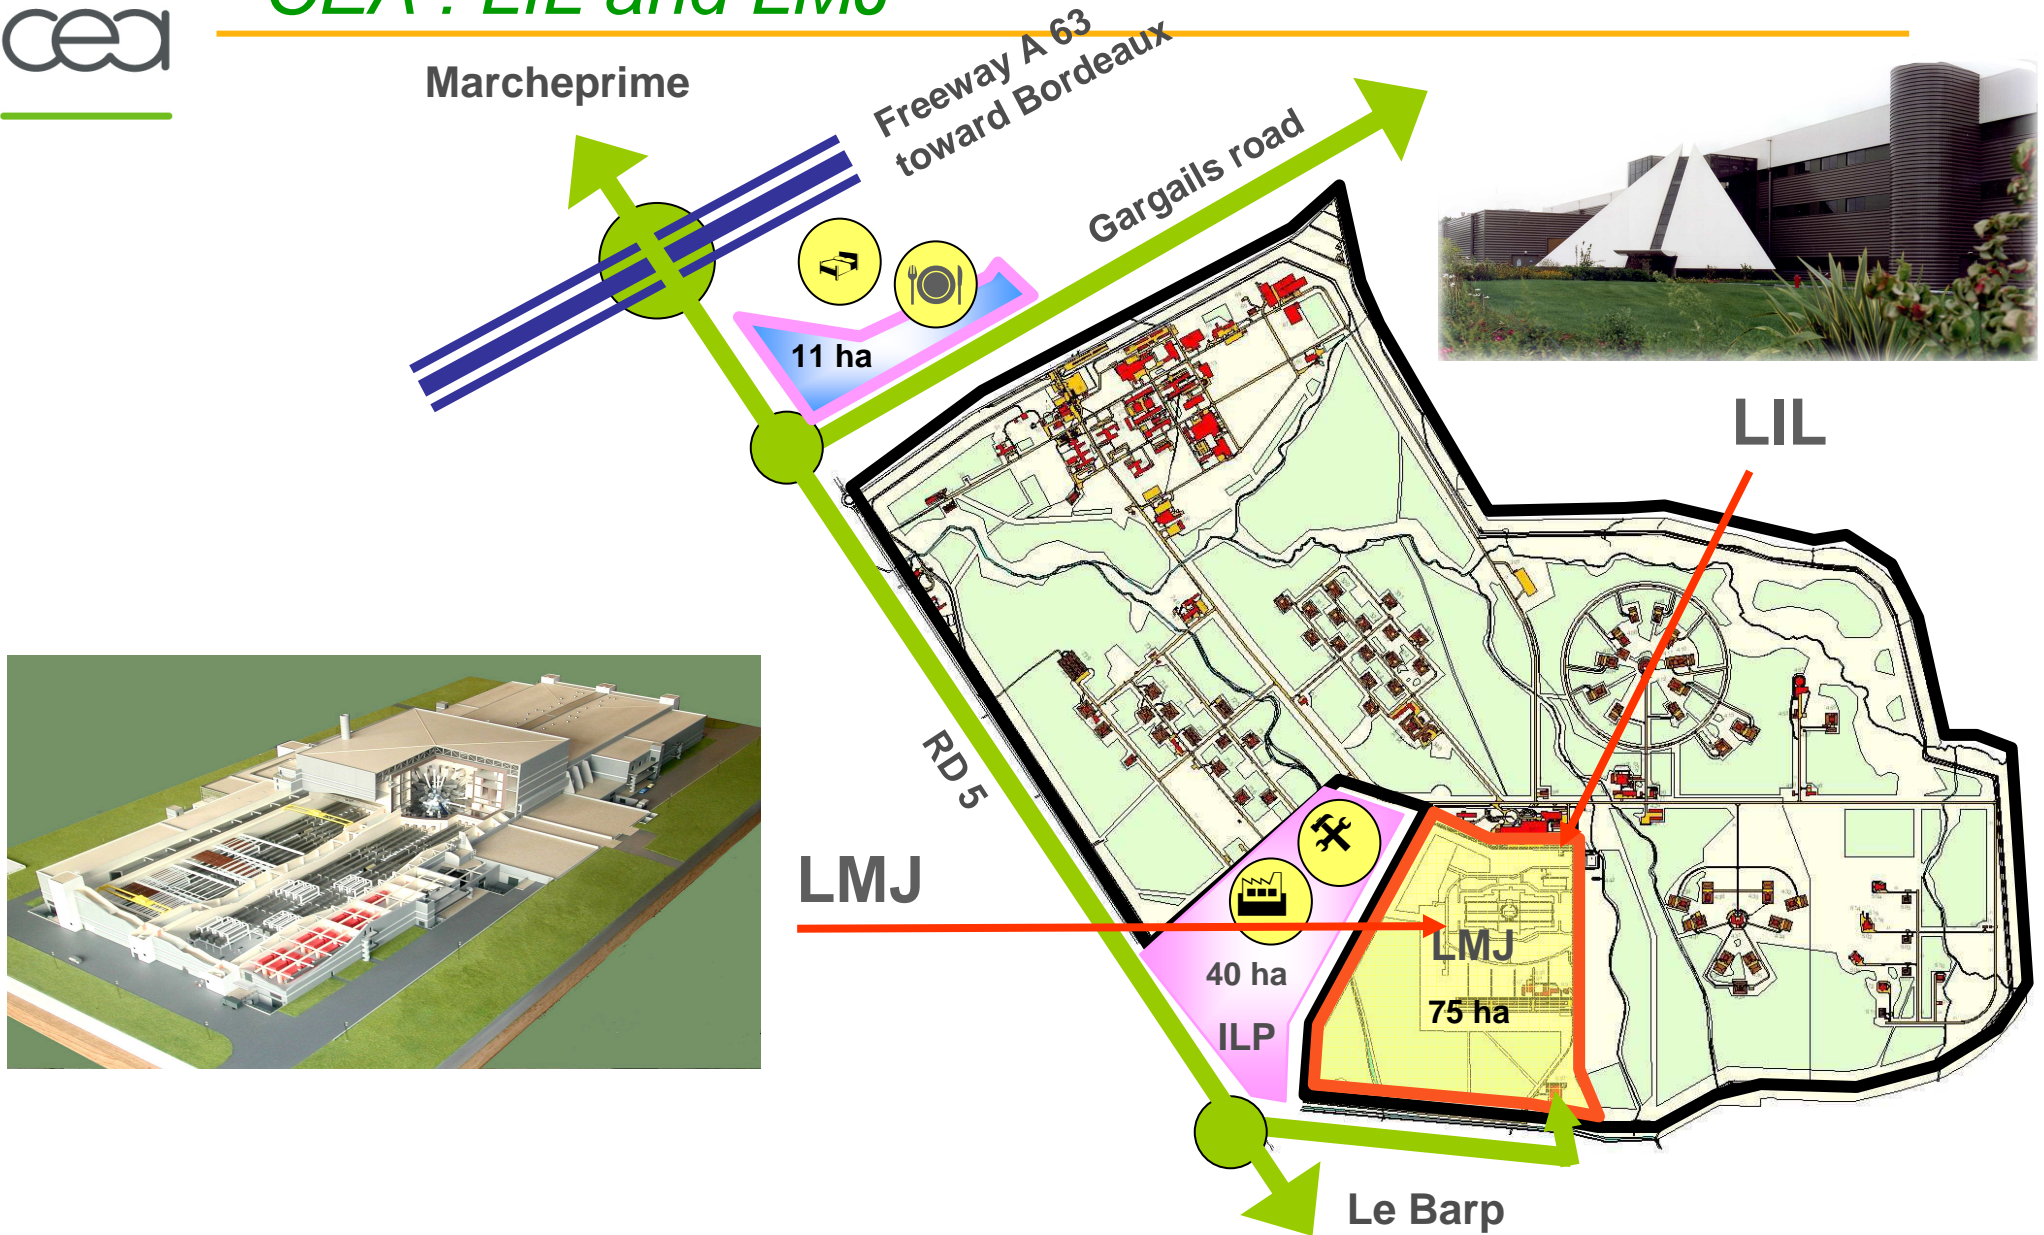 cea
CEA : LIL and LMJ
Marcheprime
Freeway A 63
toward Bordeaux
Gargails road
11 ha
LIL
RD 5
LMJ
LMJ
40 ha
75 ha
ILP
Le Barp